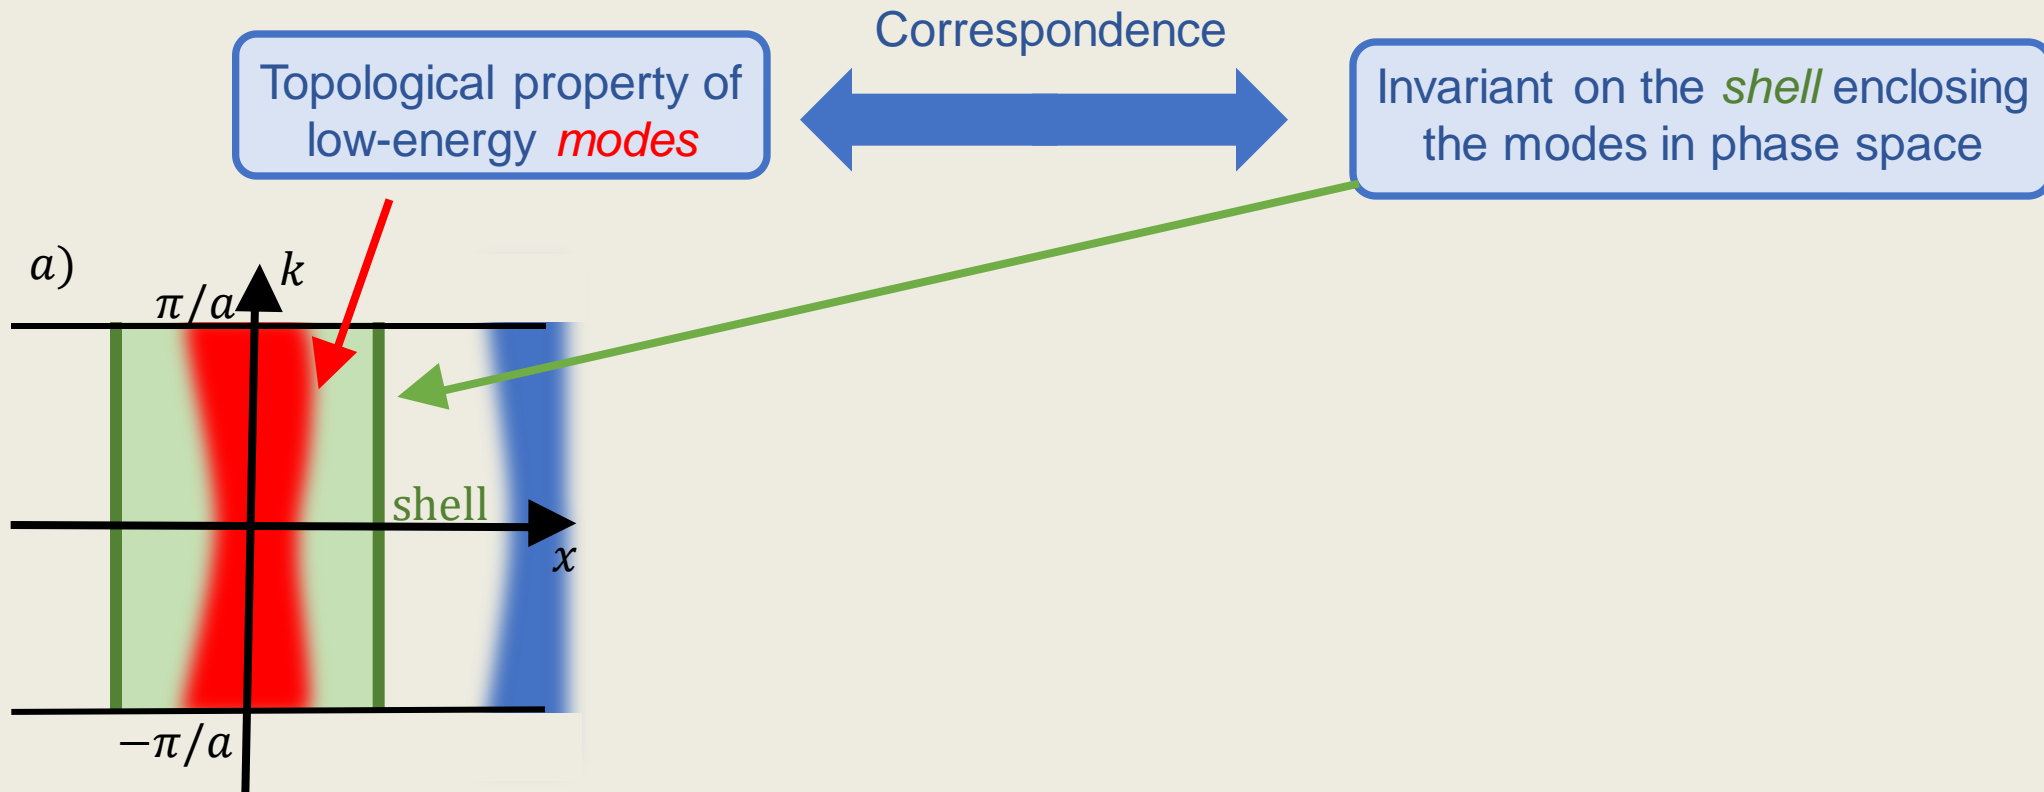 Correspondence
Topological property of
low-energy modes
Invariant on the shell enclosing
the modes in phase space
a)
k
π/a
shell
x
−π/a